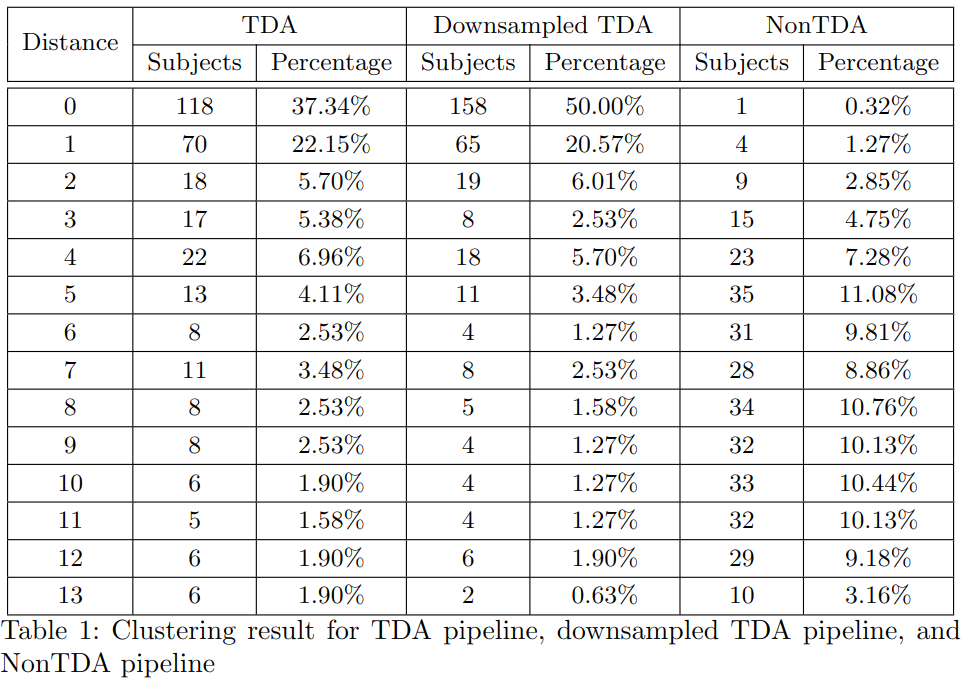 Distance TDA Downsampled TDA NonTDA
Subjects Percentage Subjects Percentage Subjects Percentage
0 118 37.34% 158 50.00% 1 0.32%
1 70 22.15% 65 20.57% 4 1.27%
2 18 5.70% 19 6.01% 9 2.85%
3 17 5.38% 8 2.53% 15 4.75%
4 22 6.96% 18 5.70% 23 7.28%
5 13 4.11% 11 3.48% 35 11.08%
6 8 2.53% 4 1.27% 31 9.81%
7 11 3.48% 8 2.53% 28 8.86%
8 8 2.53% 5 1.58% 34 10.76%
9 8 2.53% 4 1.27% 32 10.13%
10 6 1.90% 4 1.27% 33 10.44%
11 5 1.58% 4 1.27% 32 10.13%
12 6 1.90% 6 1.90% 29 9.18%
13 6 1.90% 2 0.63% 10 3.16%
Table 1: Clustering result for TDA pipeline, downsampled TDA pipeline, and
NonTDA pipeline